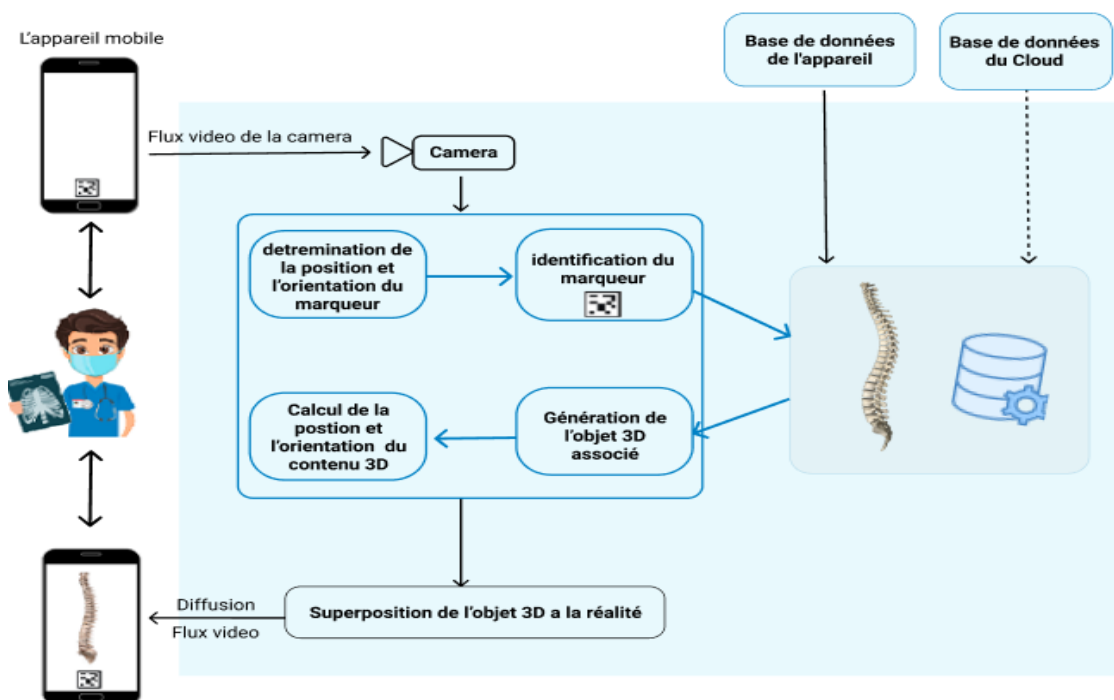 L'appareil mobile
Base de données
de l'appareil
Base de données
du Cloud
Flux video de la camera
Camera
detremination de
la position et
l'orientation du
marqueur
identification du
marqueur
Calcul de la
postion et
l'orientation du
contenu 3D
Génération de
l'objet 3D
associé
Diffusion
Flux video
Superposition de l'objet 3D a la réalité